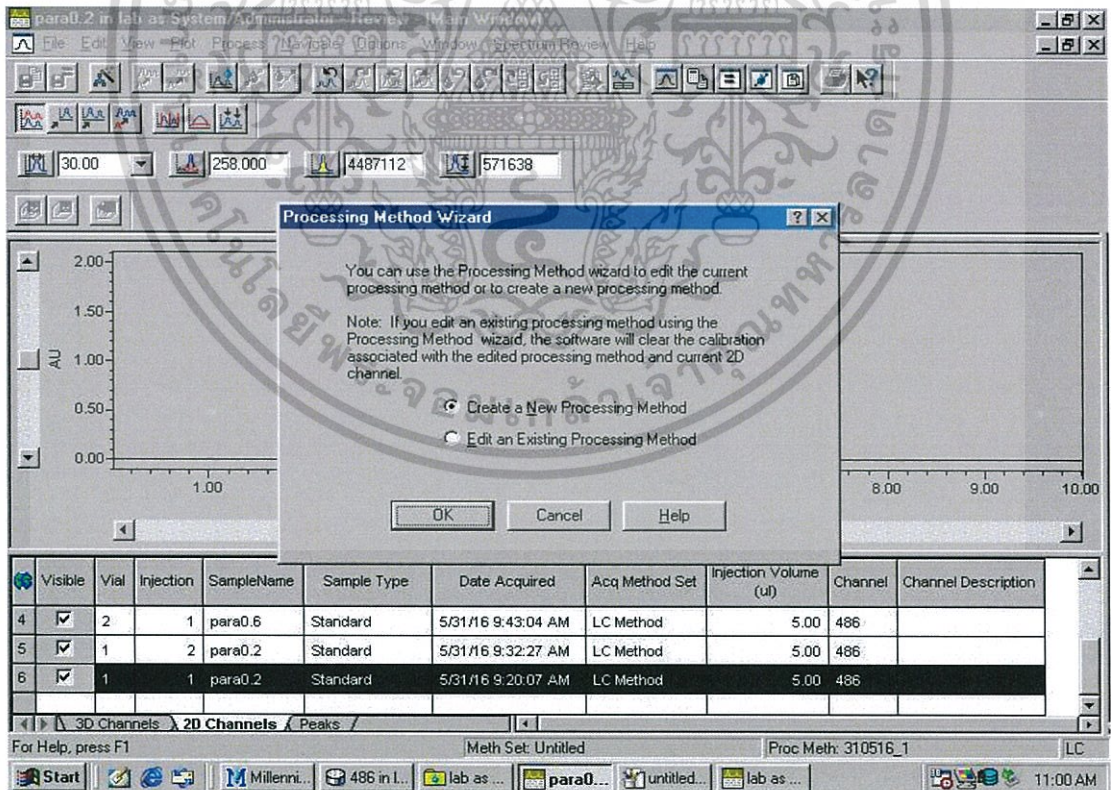 para0.2 in lab as System/Administrator - Review - [Main Window]
File Edit View Plot Process Navigate Options Window Spectrum Review Help
30.00 258.000 4487112 571638
Processing Method Wizard
You can use the Processing Method wizard to edit the current
processing method or to create a new processing method.
Note: If you edit an existing processing method using the
Processing Method wizard, the software will clear the calibration
associated with the edited processing method and current 2D
channel.
Create a New Processing Method
Edit an Existing Processing Method
OK Cancel Help
AU
2.00
1.50
1.00
0.50
0.00
1.00 8.00 9.00 10.00
Visible Vial Injection SampleName Sample Type Date Acquired Acq Method Set Injection Volume (ul) Channel Channel Description
4 2 1 para0.6 Standard 5/31/16 9:43:04 AM LC Method 5.00 486
5 1 2 para0.2 Standard 5/31/16 9:32:27 AM LC Method 5.00 486
6 1 1 para0.2 Standard 5/31/16 9:20:07 AM LC Method 5.00 486
3D Channels 2D Channels Peaks
For Help, press F1 Meth Set: Untitled Proc Meth: 310516_1 LC
Start Millenni... 486 in l... lab as ... para0... untitled... lab as ... 11:00 AM